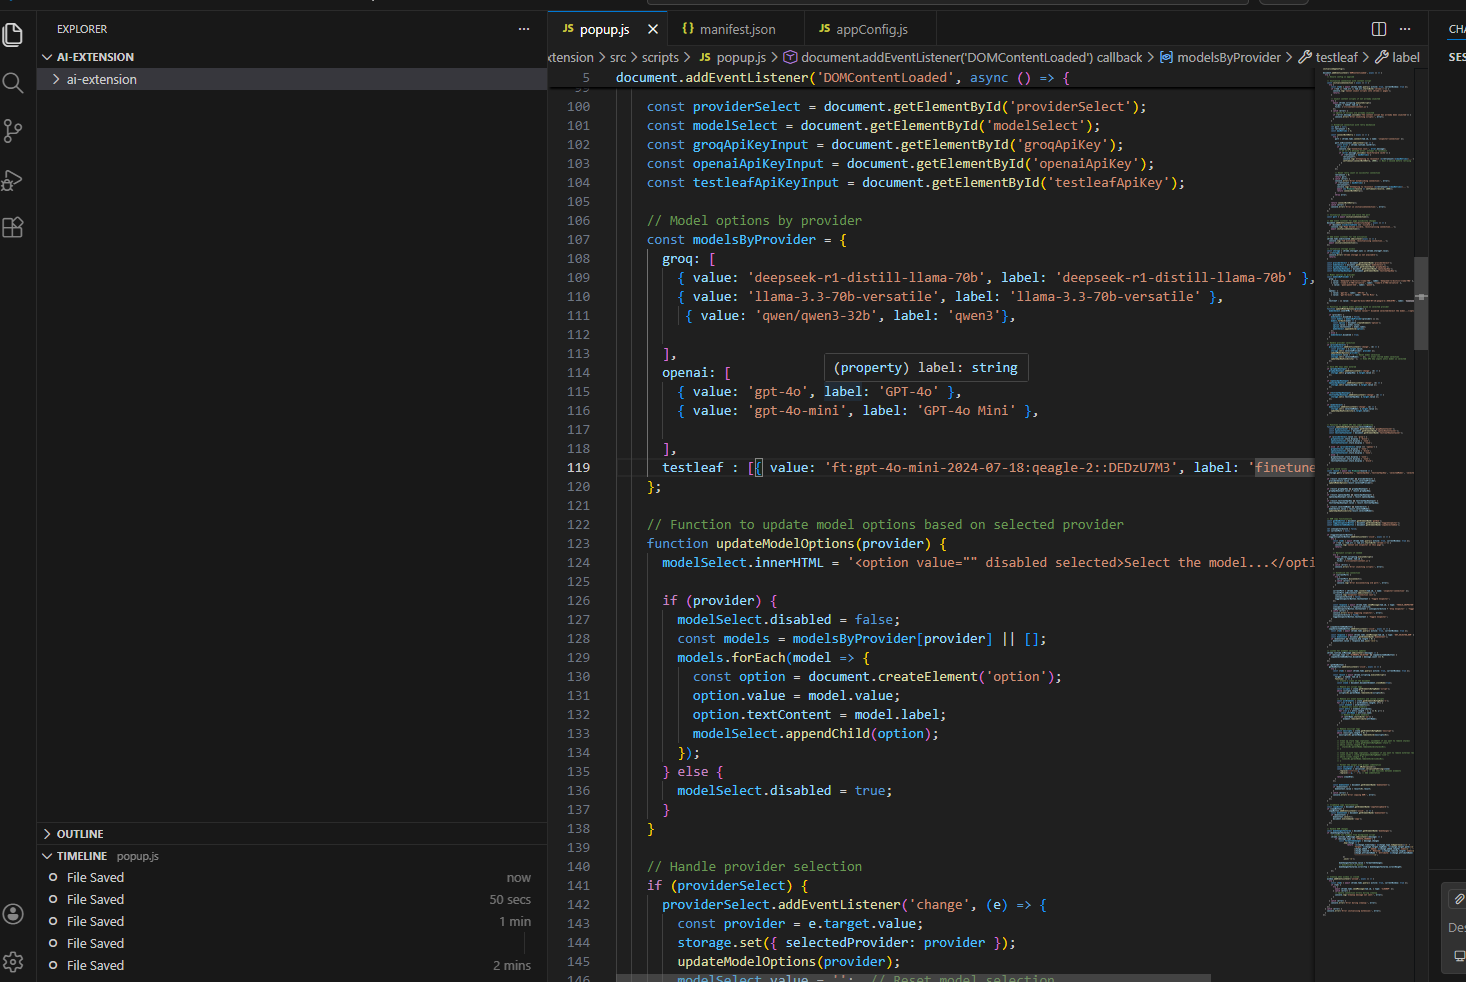 EXPLORER
AI-EXTENSION
ai-extension
OUTLINE
TIMELINE popup.js
File Saved now
File Saved 50 secs
File Saved 1 min
File Saved
File Saved 2 mins
JS popup.js
{} manifest.json
JS appConfig.js
xtension > src > scripts > JS popup.js > document.addEventListener('DOMContentLoaded') callback > modelsByProvider > testleaf > label
5 document.addEventListener('DOMContentLoaded', async () => {
100 const providerSelect = document.getElementById('providerSelect');
101 const modelSelect = document.getElementById('modelSelect');
102 const groqApiKeyInput = document.getElementById('groqApiKey');
103 const openaiApiKeyInput = document.getElementById('openaiApiKey');
104 const testleafApiKeyInput = document.getElementById('testleafApiKey');
105
106 // Model options by provider
107 const modelsByProvider = {
108 groq: [
109 { value: 'deepseek-r1-distill-llama-70b', label: 'deepseek-r1-distill-llama-70b' },
110 { value: 'llama-3.3-70b-versatile', label: 'llama-3.3-70b-versatile' },
111 { value: 'qwen/qwen3-32b', label: 'qwen3'},
112
113 ],
(property) label: string
114 openai: [
115 { value: 'gpt-4o', label: 'GPT-4o' },
116 { value: 'gpt-4o-mini', label: 'GPT-4o Mini' },
117
118 ],
119 testleaf : [{ value: 'ft:gpt-4o-mini-2024-07-18:qeagle-2::DEDzU7M3', label: 'finetune
120 };
121
122 // Function to update model options based on selected provider
123 function updateModelOptions(provider) {
124 modelSelect.innerHTML = '<option value="" disabled selected>Select the model...</opti
125
126 if (provider) {
127 modelSelect.disabled = false;
128 const models = modelsByProvider[provider] || [];
129 models.forEach(model => {
130 const option = document.createElement('option');
131 option.value = model.value;
132 option.textContent = model.label;
133 modelSelect.appendChild(option);
134 });
135 } else {
136 modelSelect.disabled = true;
137 }
138 }
139
140 // Handle provider selection
141 if (providerSelect) {
142 providerSelect.addEventListener('change', (e) => {
143 const provider = e.target.value;
144 storage.set({ selectedProvider: provider });
145 updateModelOptions(provider);
146 modelSelect.value = ''; // Reset model selection
CHA
SES
Des